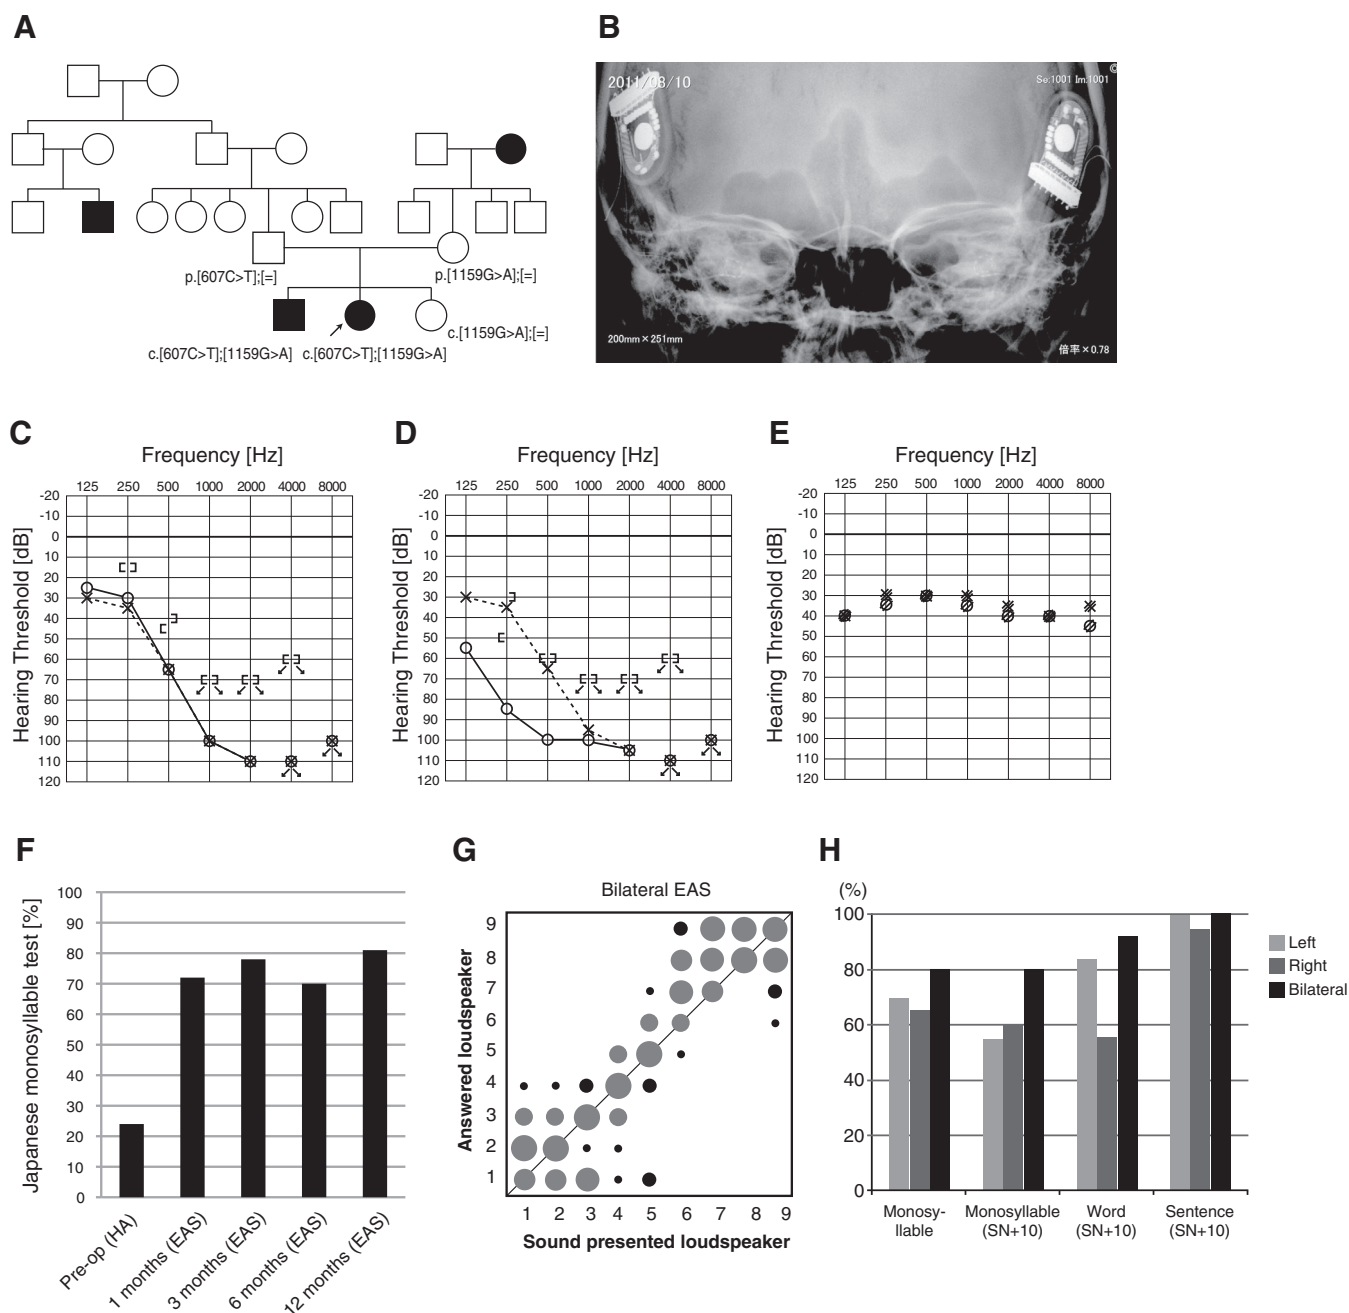 A
p.[607C>T];[=]
p.[1159G>A];[=]
c.[1159G>A];[=]
c.[607C>T];[1159G>A]
c.[607C>T];[1159G>A]
B
2011/08/10
Se:1001 Im:1001
©
200mm×251mm
倍率×0.78
C
Frequency [Hz]
125 250 500 1000 2000 4000 8000
Hearing Threshold [dB]
-20
-10
0
10
20
30
40
50
60
70
80
90
100
110
120
D
Frequency [Hz]
125 250 500 1000 2000 4000 8000
Hearing Threshold [dB]
-20
-10
0
10
20
30
40
50
60
70
80
90
100
110
120
E
Frequency [Hz]
125 250 500 1000 2000 4000 8000
Hearing Threshold [dB]
-20
-10
0
10
20
30
40
50
60
70
80
90
100
110
120
F
Japanese monosyllable test [%]
100
90
80
70
60
50
40
30
20
10
0
Pre-op (HA)
1 months (EAS)
3 months (EAS)
6 months (EAS)
12 months (EAS)
G
Bilateral EAS
Answered loudspeaker
9
8
7
6
5
4
3
2
1
1 2 3 4 5 6 7 8 9
Sound presented loudspeaker
H
(%)
100
80
60
40
20
0
Monosy-
llable
Monosyllable
(SN+10)
Word
(SN+10)
Sentence
(SN+10)
Left
Right
Bilateral